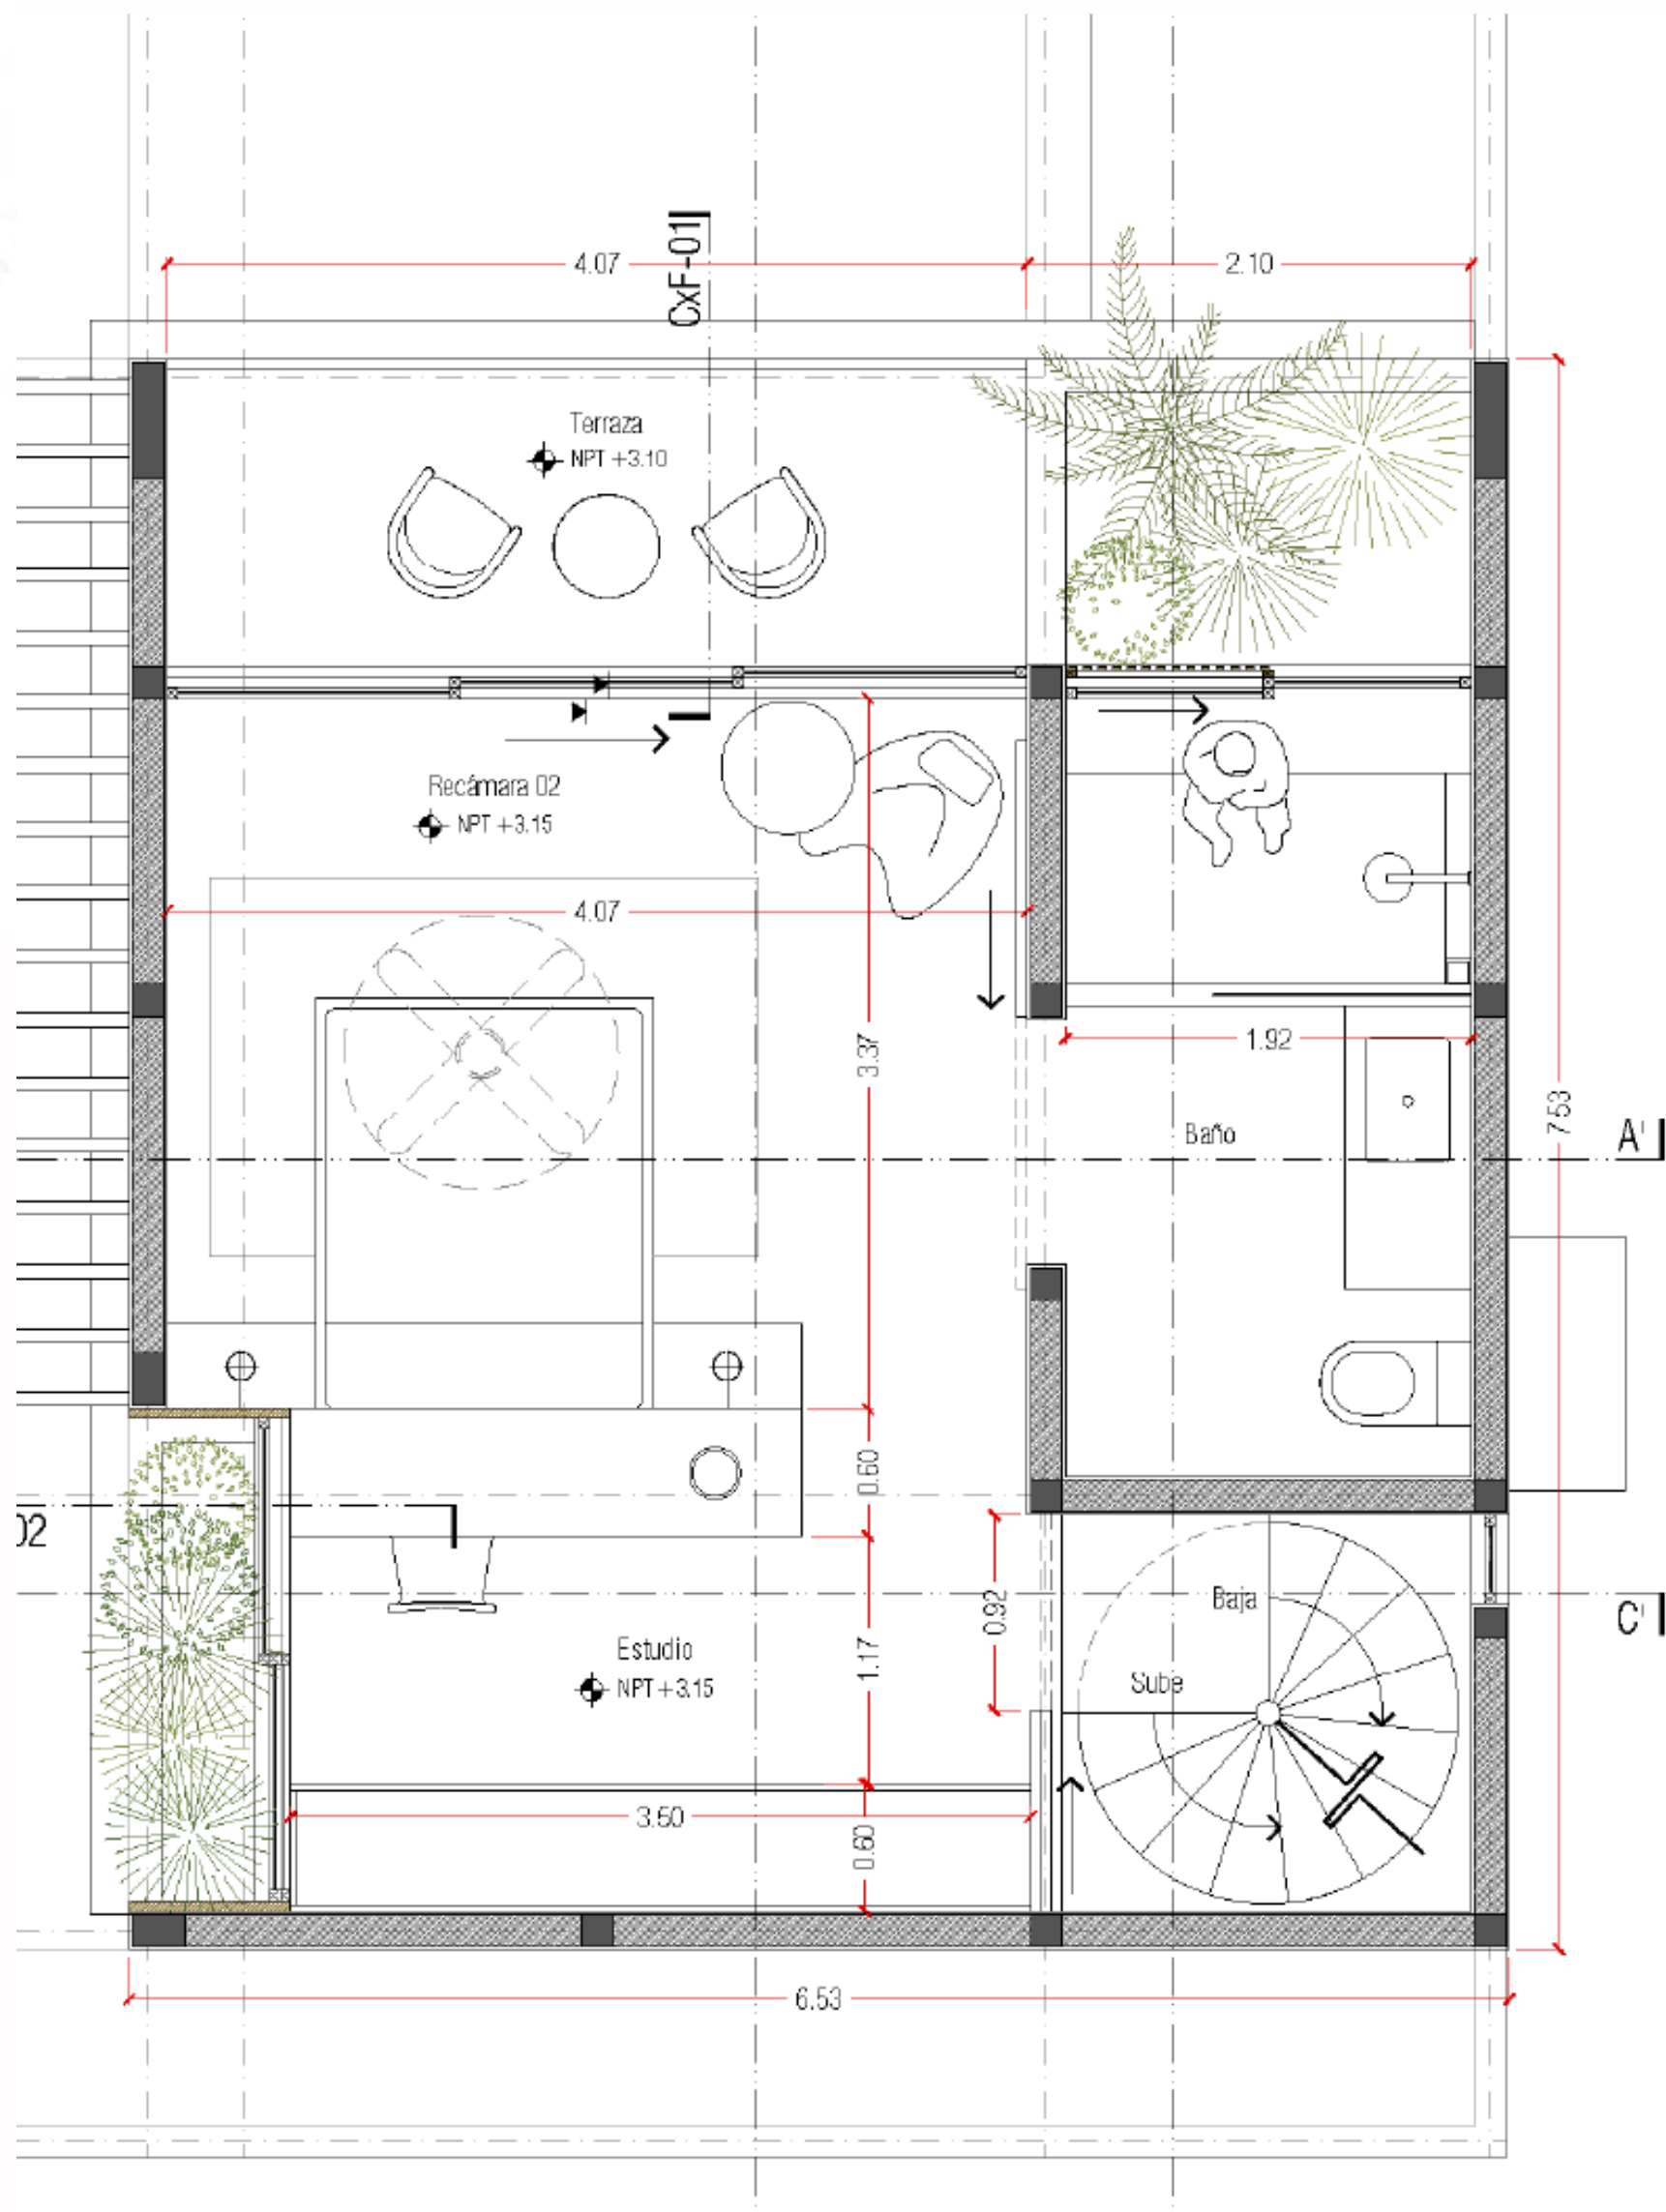 CxF-01
4.07
2.10
Terraza
NPT +3.10
Recámara 02
NPT +3.15
4.07
3.37
1.92
7.53
Baño
A'
0.60
02
0.92
Baja
C'
Estudio
NPT +3.15
1.17
Sube
3.50
0.60
6.53